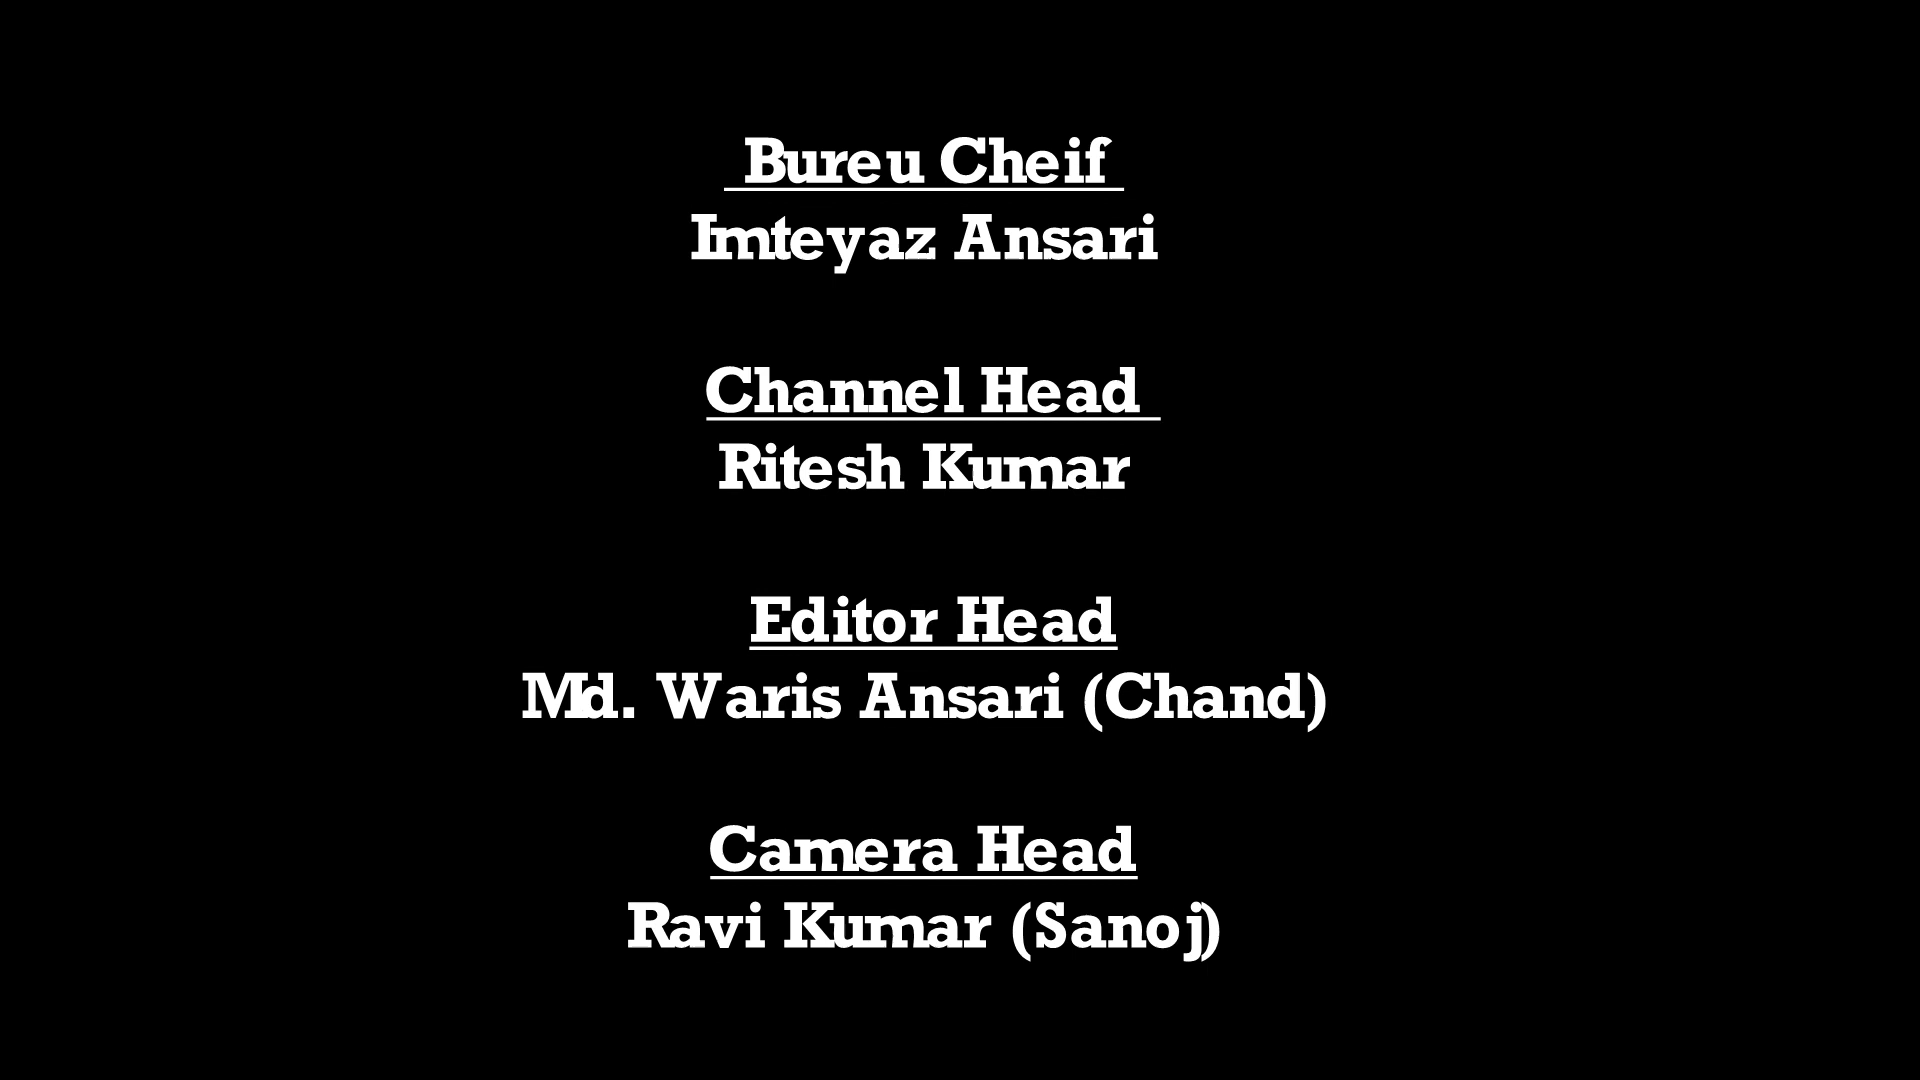 Bureu Cheif
Imteyaz Ansari
Channel Head
Ritesh Kumar
Editor Head
Md. Waris Ansari (Chand)
Camera Head
Ravi Kumar (Sanoj)